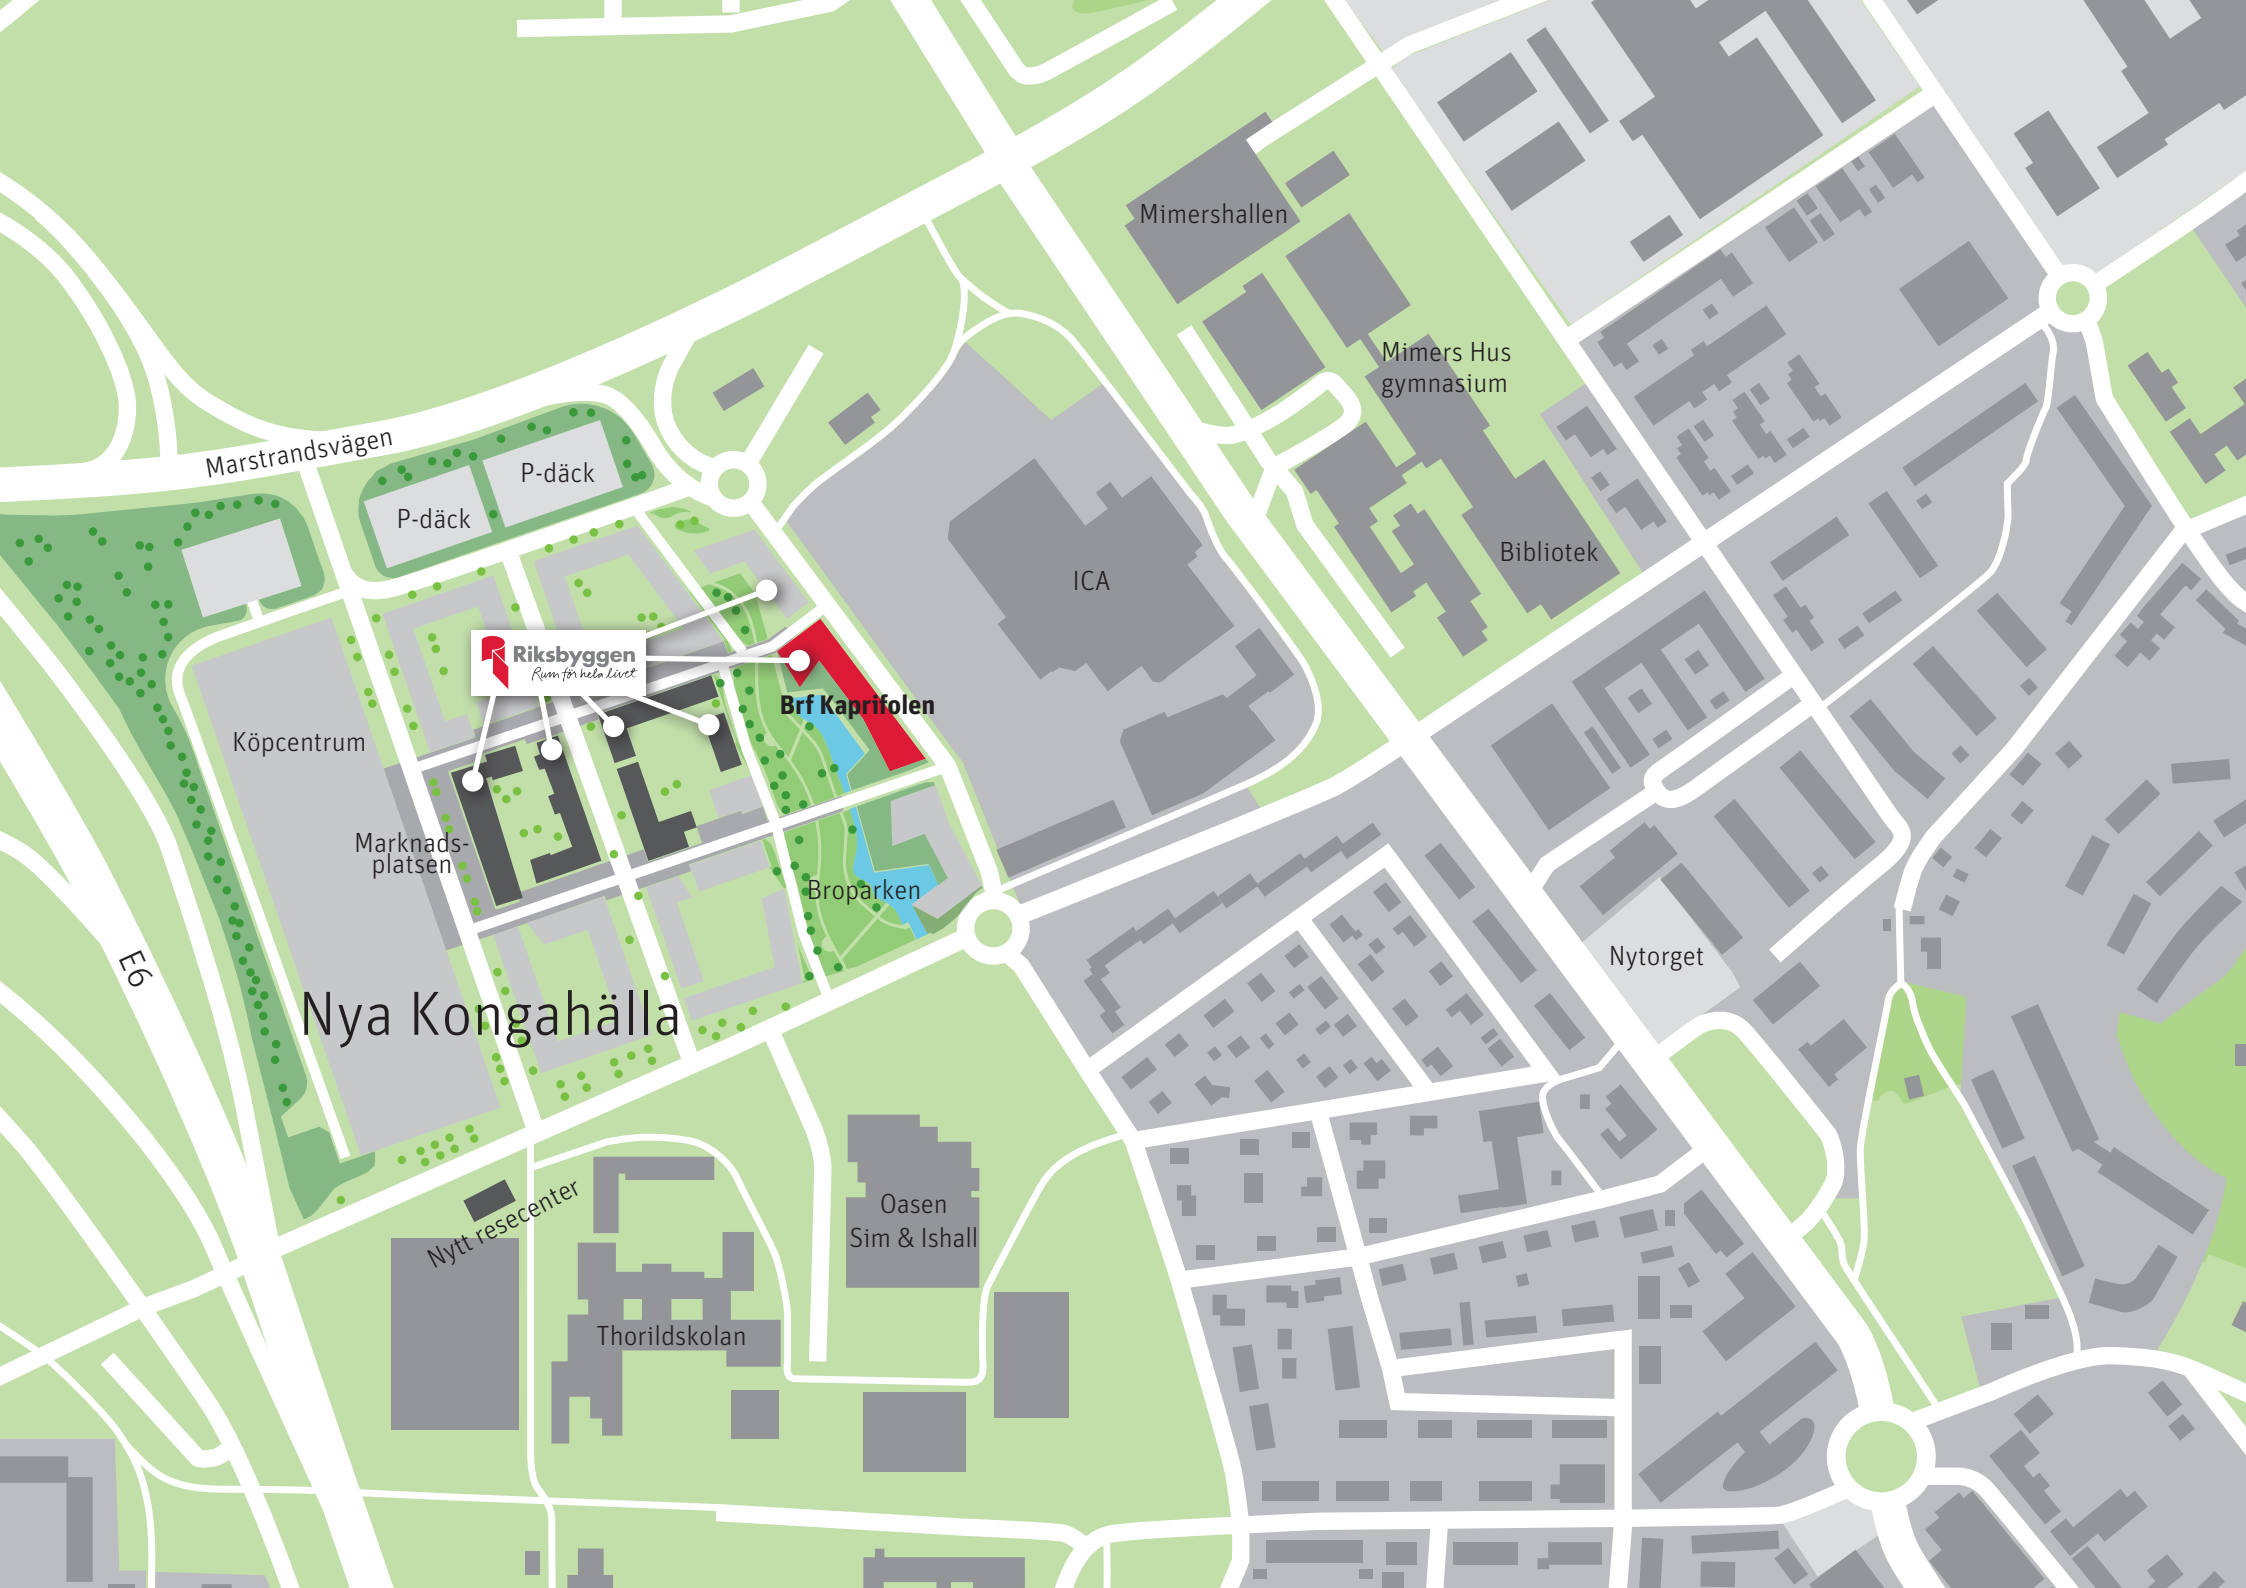 Mimershallen
Mimers Hus
gymnasium
Marstrandsvägen
P-däck
P-däck
Bibliotek
ICA
Riksbyggen
Rum för hela livet
Brf Kaprifolen
Köpcentrum
Marknads-
platsen
Broparken
Nytorget
E6
Nya Kongahälla
Nytt resecenter
Oasen
Sim & Ishall
Thorildskolan